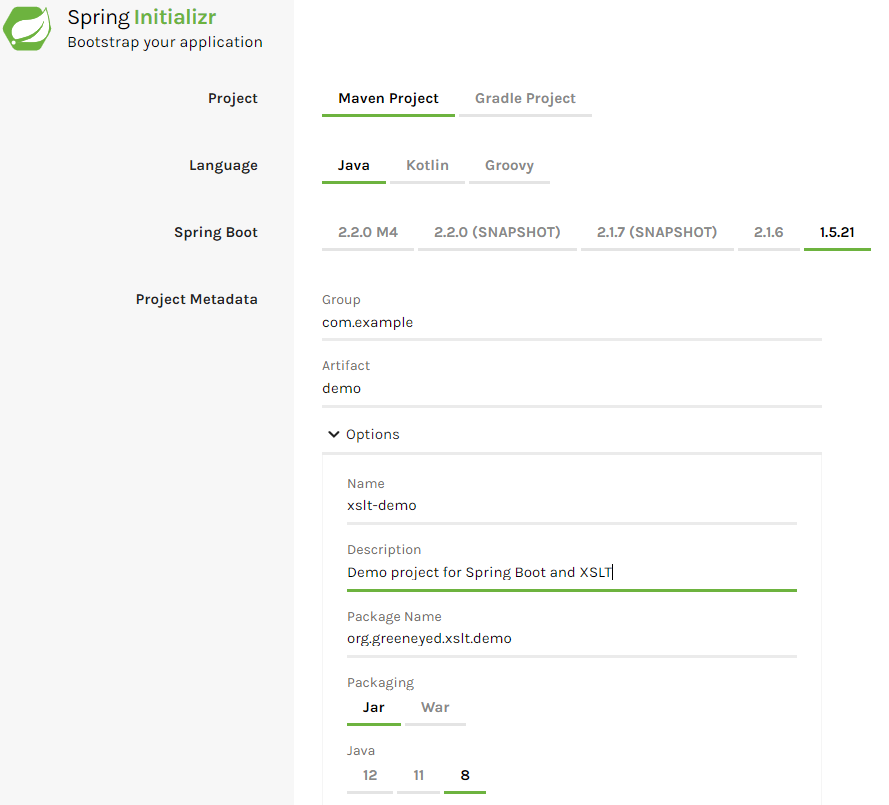 Spring Initializr
Bootstrap your application
Project
Maven Project Gradle Project
Language
Java Kotlin Groovy
Spring Boot
2.2.0 M4 2.2.0 (SNAPSHOT) 2.1.7 (SNAPSHOT) 2.1.6 1.5.21
Project Metadata
Group
com.example
Artifact
demo
Options
Name
xslt-demo
Description
Demo project for Spring Boot and XSLT
Package Name
org.greeneyed.xslt.demo
Packaging
Jar War
Java
12 11 8